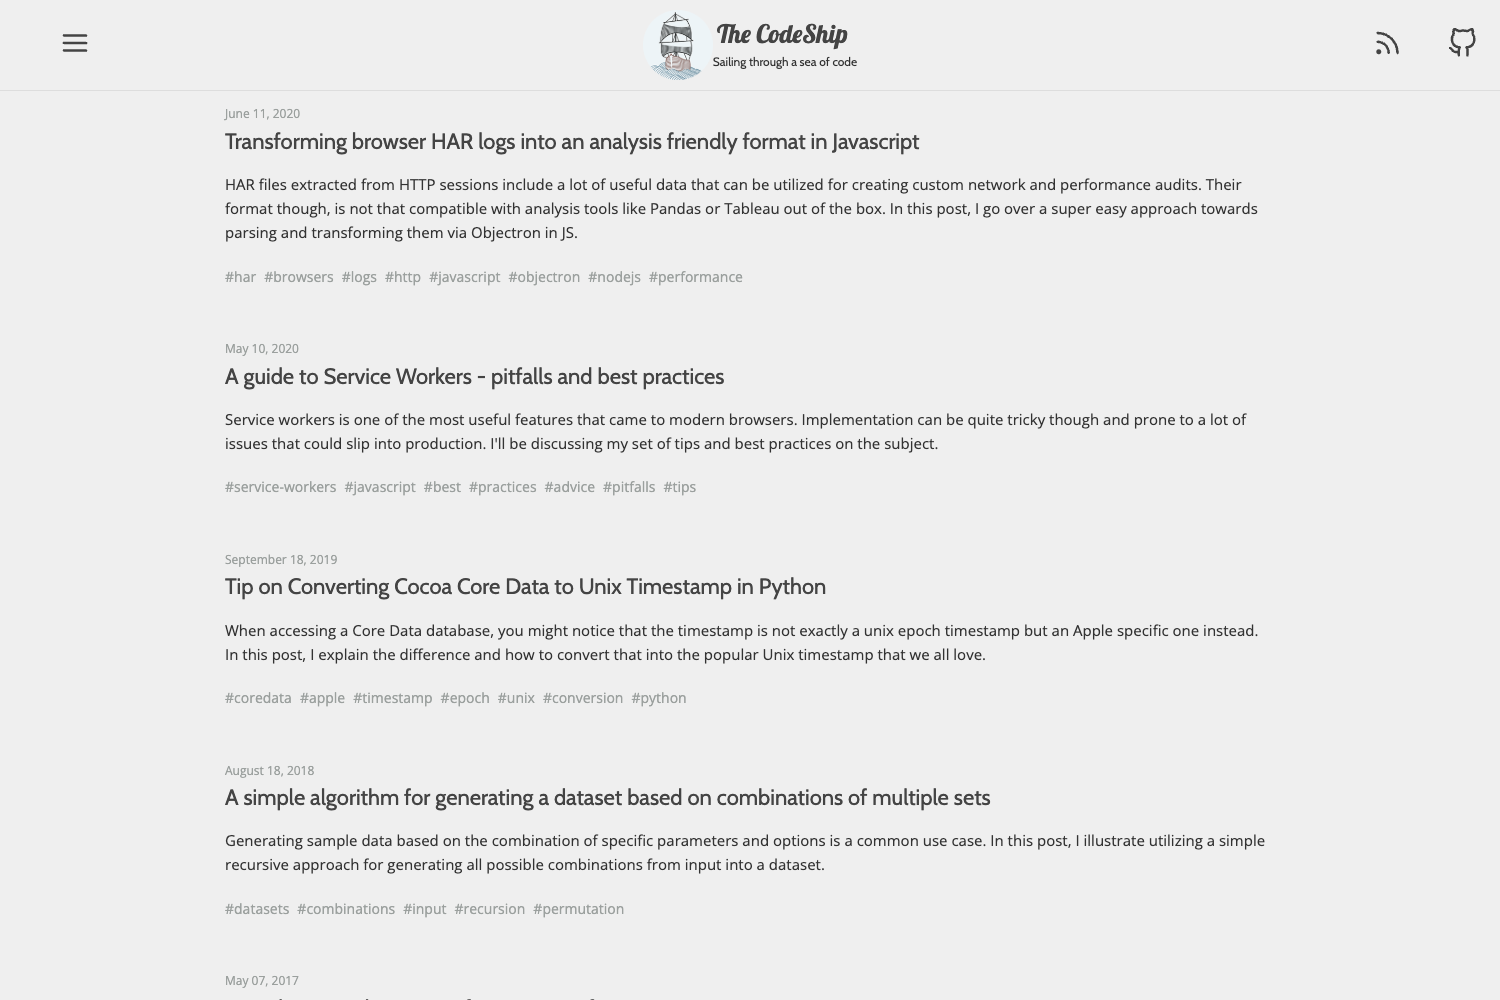 The CodeShip
Sailing through a sea of code
June 11, 2020
Transforming browser HAR logs into an analysis friendly format in Javascript
HAR files extracted from HTTP sessions include a lot of useful data that can be utilized for creating custom network and performance audits. Their
format though, is not that compatible with analysis tools like Pandas or Tableau out of the box. In this post, I go over a super easy approach towards
parsing and transforming them via Objectron in JS.
#har #browsers #logs #http #javascript #objectron #nodejs #performance
May 10, 2020
A guide to Service Workers - pitfalls and best practices
Service workers is one of the most useful features that came to modern browsers. Implementation can be quite tricky though and prone to a lot of
issues that could slip into production. I'll be discussing my set of tips and best practices on the subject.
#service-workers #javascript #best #practices #advice #pitfalls #tips
September 18, 2019
Tip on Converting Cocoa Core Data to Unix Timestamp in Python
When accessing a Core Data database, you might notice that the timestamp is not exactly a unix epoch timestamp but an Apple specific one instead.
In this post, I explain the difference and how to convert that into the popular Unix timestamp that we all love.
#coredata #apple #timestamp #epoch #unix #conversion #python
August 18, 2018
A simple algorithm for generating a dataset based on combinations of multiple sets
Generating sample data based on the combination of specific parameters and options is a common use case. In this post, I illustrate utilizing a simple
recursive approach for generating all possible combinations from input into a dataset.
#datasets #combinations #input #recursion #permutation
May 07, 2017